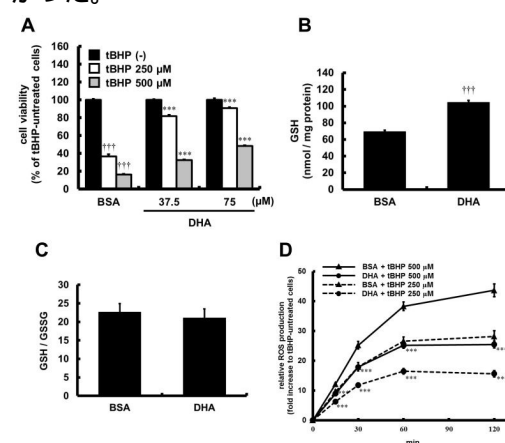 A
tBHP (-)
tBHP 250 μM
tBHP 500 μM
cell viability
(% of tBHP-untreated cells)
160
140
120
100
80
60
40
20
0
†††
†††
***
***
***
***
BSA
37.5
75
(μM)
DHA
B
GSH
(nmol / mg protein)
140
120
100
80
60
40
20
0
†††
BSA
DHA
C
GSH / GSSG
30
25
20
15
10
5
0
BSA
DHA
D
BSA + tBHP 500 μM
DHA + tBHP 500 μM
BSA + tBHP 250 μM
DHA + tBHP 250 μM
relative ROS production
(fold increase to tBHP-untreated cells)
50
40
30
20
10
0
***
***
***
***
***
***
0
30
60
90
120
min